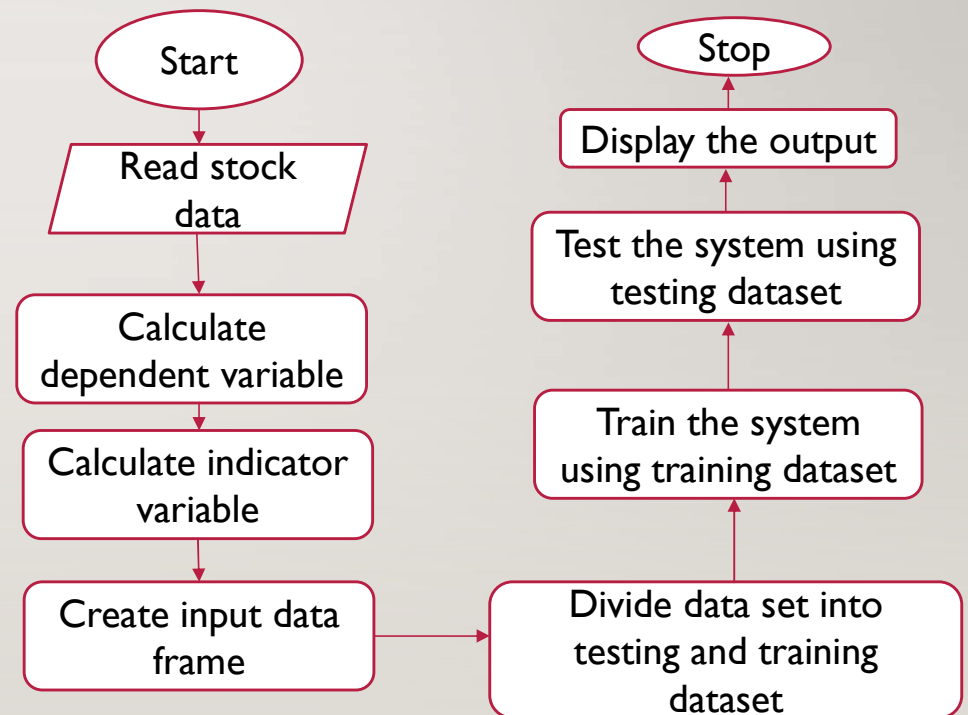 Start
Read stock
data
Calculate
dependent variable
Calculate indicator
variable
Create input data
frame
Divide data set into
testing and training
dataset
Train the system
using training dataset
Test the system using
testing dataset
Display the output
Stop